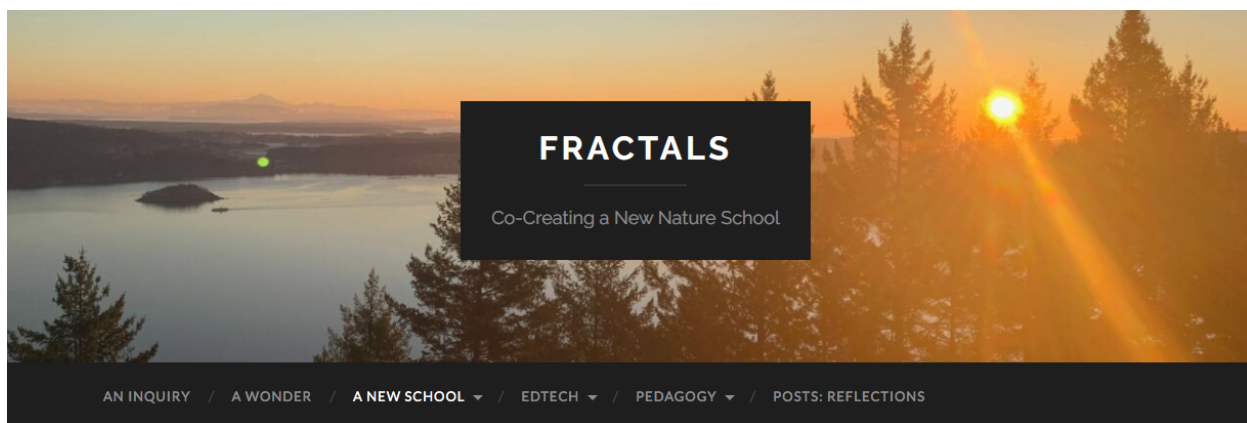 FRACTALS
Co-Creating a New Nature School
AN INQUIRY / A WONDER / A NEW SCHOOL / EDTECH / PEDAGOGY / POSTS: REFLECTIONS